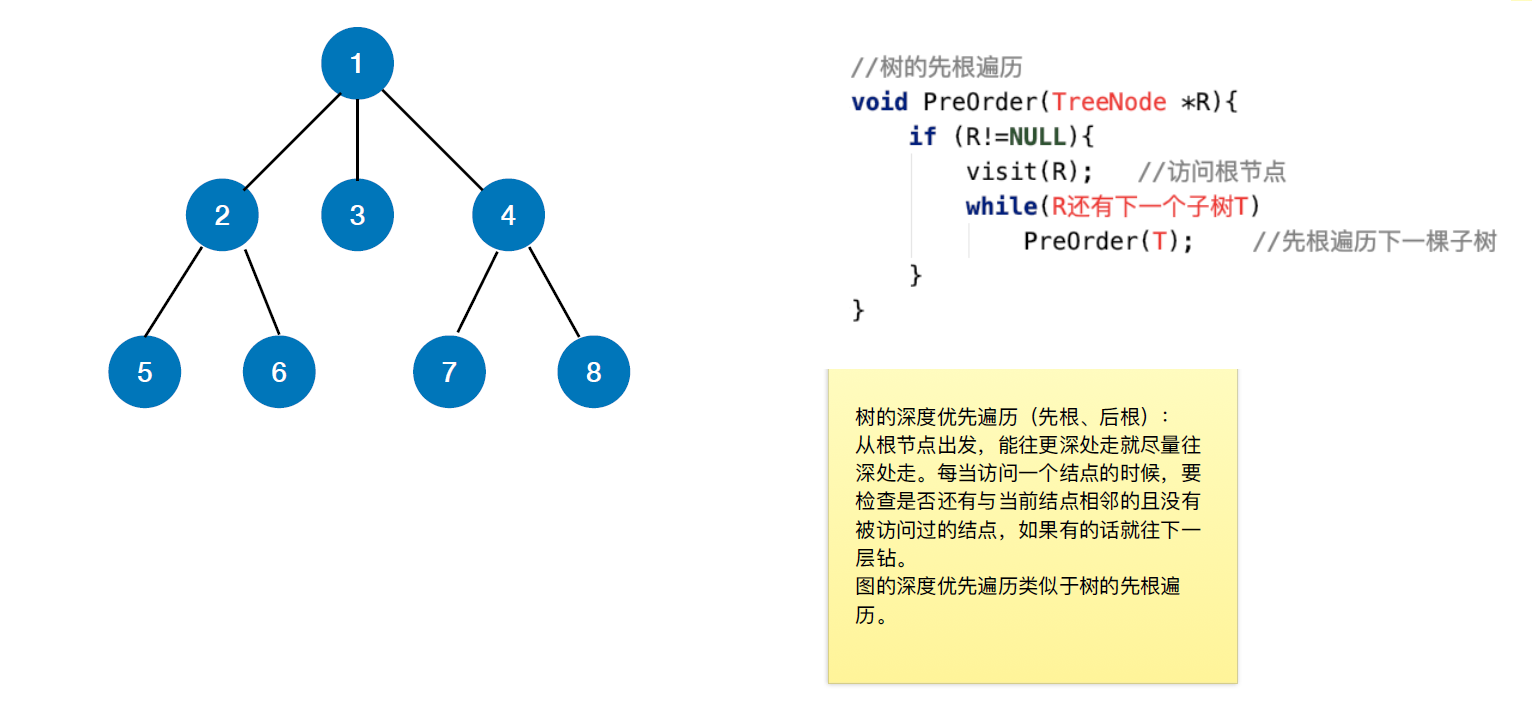 1
2
3
4
5
6
7
8
//树的先根遍历
void PreOrder(TreeNode *R){
if (R!=NULL){
visit(R); //访问根节点
while(R还有下一个子树T)
PreOrder(T); //先根遍历下一棵子树
}
}
树的深度优先遍历（先根、后根）：
从根节点出发，能往更深处走就尽量往
深处走。每当访问一个结点的时候，要
检查是否还有与当前结点相邻的且没有
被访问过的结点，如果有的话就往下一
层钻。
图的深度优先遍历类似于树的先根遍
历。